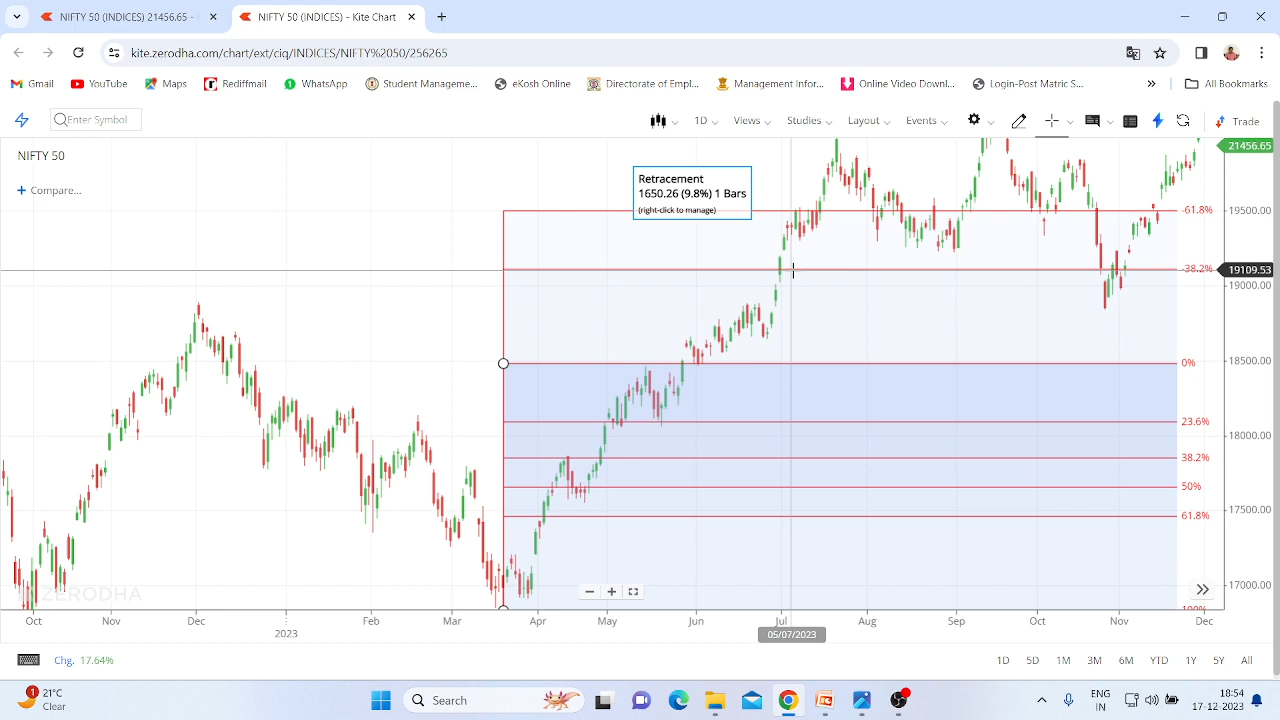 NIFTY 50 (INDICES) 21456.65 -
NIFTY 50 (INDICES) - Kite Chart
kite.zerodha.com/chart/ext/ciq/INDICES/NIFTY%2050/256265
Gmail
YouTube
Maps
Rediffmail
WhatsApp
Student Manageme...
eKosh Online
Directorate of Empl...
Management Infor...
Online Video Downl...
Login-Post Matric S...
All Bookmarks
Enter Symbol
1D
Views
Studies
Layout
Events
Trade
NIFTY 50
+ Compare...
Retracement
1650.26 (9.8%) 1 Bars
(right-click to manage)
21456.65
-61.8%
19500.00
-38.2%
19109.53
19000.00
0%
18500.00
23.6%
18000.00
38.2%
50%
17500.00
61.8%
17000.00
100%
ZERODHA
Oct
Nov
Dec
2023
Feb
Mar
Apr
May
Jun
Jul
Aug
Sep
Oct
Nov
Dec
05/07/2023
Chg. 17.64%
1D 5D 1M 3M 6M YTD 1Y 5Y All
1
21°C
Smoke
Search
ENG
IN
18:54
17-12-2023